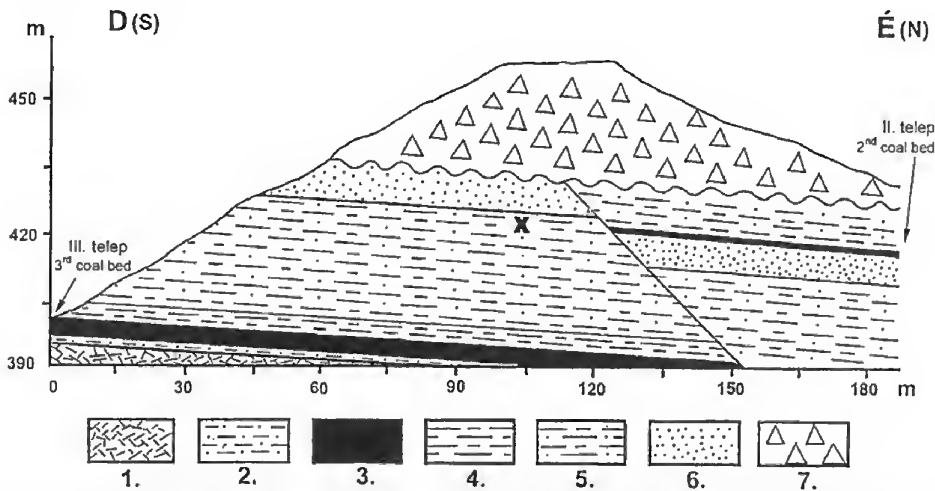 m
D (S)
É (N)
450
420
390
II. telep
2nd coal bed
III. telep
3rd coal bed
X
0 30 60 90 120 150 180 m
1. 2. 3. 4. 5. 6. 7.